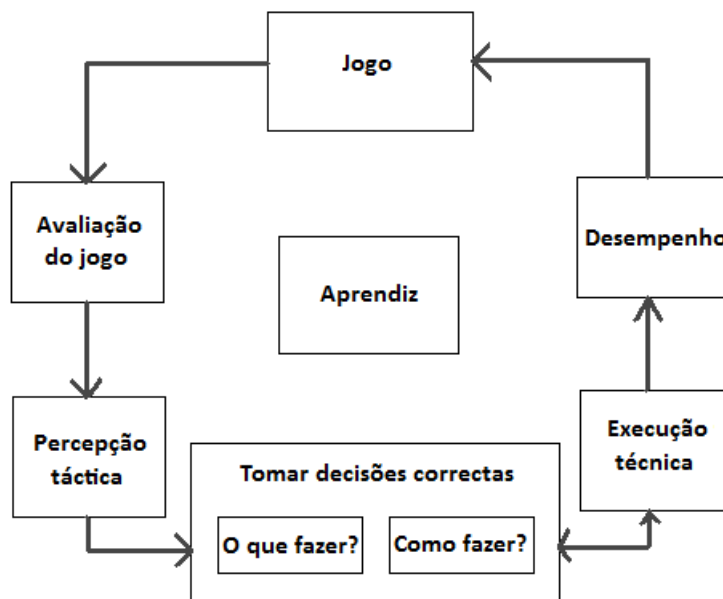 Jogo
Avaliação
do jogo
Desempenho
Aprendiz
Percepção
táctica
Execução
técnica
Tomar decisões correctas
O que fazer?
Como fazer?